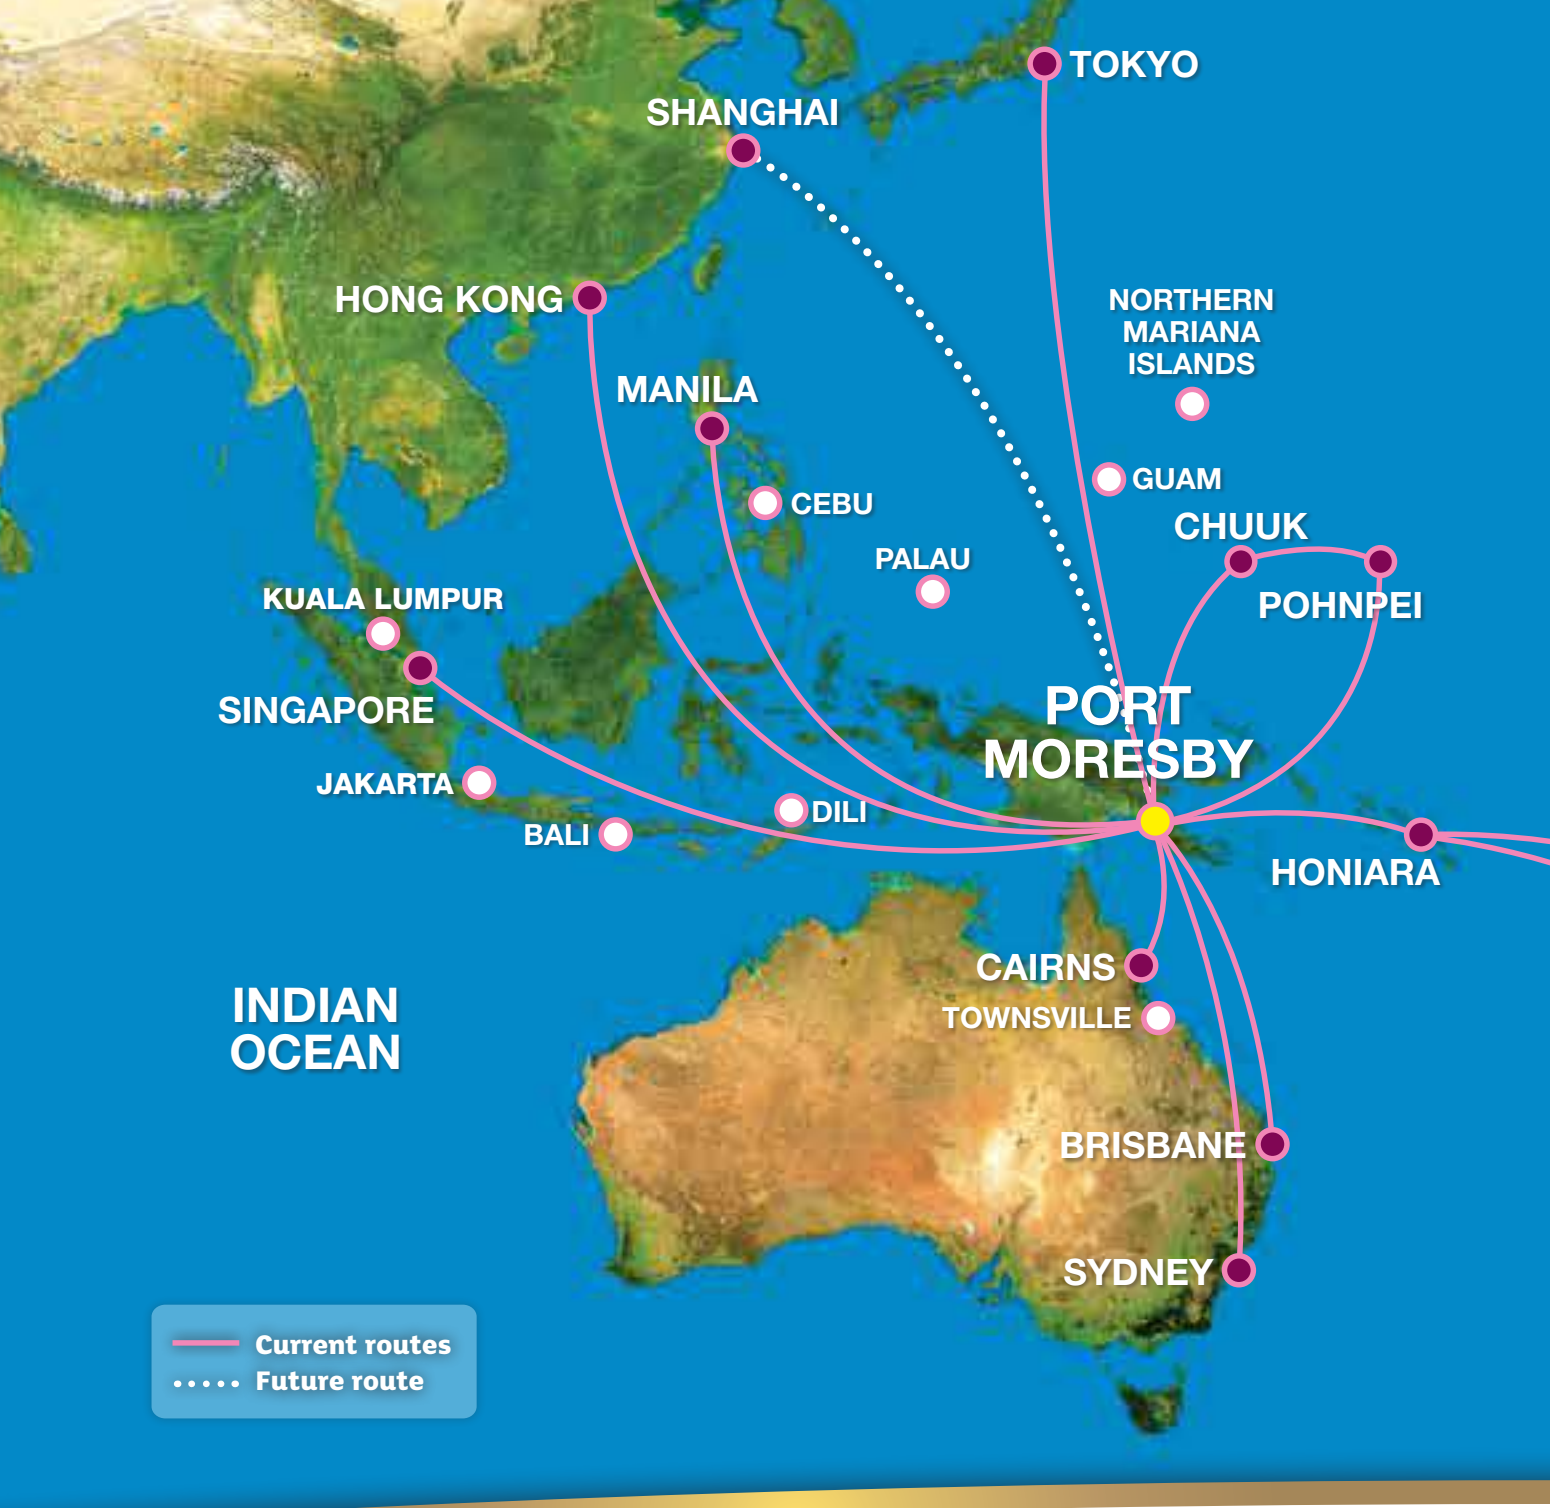 TOKYO
SHANGHAI
HONG KONG
NORTHERN
MARIANA
ISLANDS
MANILA
GUAM
CEBU
CHUUK
PALAU
KUALA LUMPUR
POHNPEI
SINGAPORE
PORT
MORESBY
JAKARTA
DILI
BALI
HONIARA
CAIRNS
INDIAN
OCEAN
TOWNSVILLE
BRISBANE
SYDNEY
Current routes
Future route